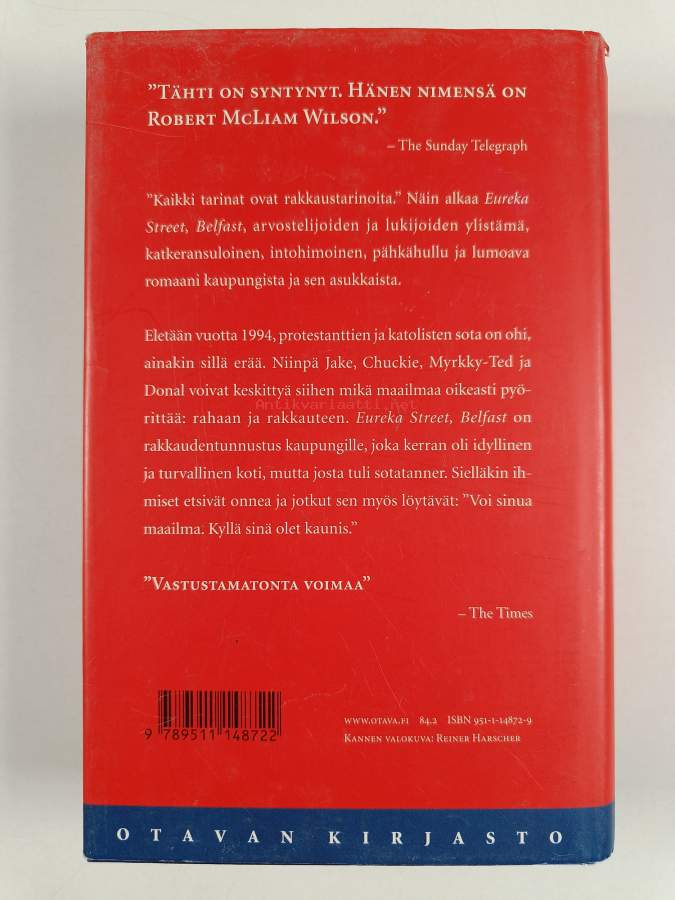 ”Tähti on syntynyt. Hänen nimensä on
Robert McLiam Wilson.”
– The Sunday Telegraph
”Kaikki tarinat ovat rakkaustarinoita.” Näin alkaa Eureka
Street, Belfast, arvostelijoiden ja lukijoiden ylistämä,
katkeransuloinen, intohimoinen, pähkähullu ja lumoava
romaani kaupungista ja sen asukkaista.
Eletään vuotta 1994, protestanttien ja katolisten sota on ohi,
ainakin sillä erää. Niinpä Jake, Chuckie, Myrkky-Ted ja
Donal voivat keskittyä siihen mikä maailmaa oikeasti pyö-
rittää: rahaan ja rakkauteen. Eureka Street, Belfast on
rakkaudentunnustus kaupungille, joka kerran oli idyllinen
ja turvallinen koti, mutta josta tuli sotatanner. Sielläkin ih-
miset etsivät onnea ja jotkut sen myös löytävät: ”Voi sinua
maailma. Kyllä sinä olet kaunis.”
”Vastustamatonta voimaa”
– The Times
www.otava.fi 84.2 ISBN 951-1-14872-9
Kannen valokuva: Reiner Harscher
9 789511 148722
OTAVAN KIRJASTO
Antikvariaatti.net